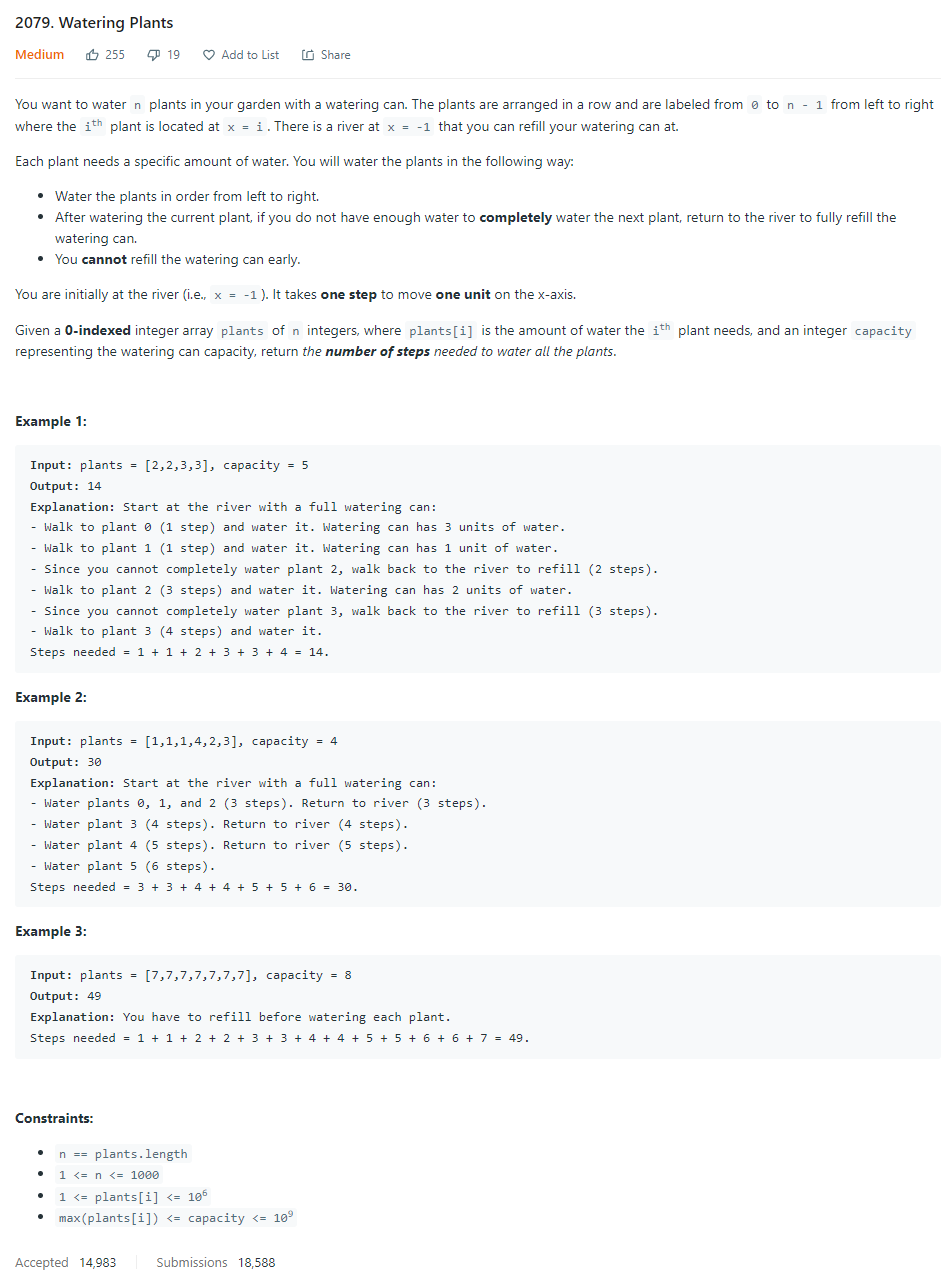 2079. Watering Plants
Medium 255 19 Add to List Share
You want to water n plants in your garden with a watering can. The plants are arranged in a row and are labeled from 0 to n - 1 from left to right
where the iᵗʰ plant is located at x = i. There is a river at x = -1 that you can refill your watering can at.
Each plant needs a specific amount of water. You will water the plants in the following way:
• Water the plants in order from left to right.
• After watering the current plant, if you do not have enough water to completely water the next plant, return to the river to fully refill the
watering can.
• You cannot refill the watering can early.
You are initially at the river (i.e., x = -1). It takes one step to move one unit on the x-axis.
Given a 0-indexed integer array plants of n integers, where plants[i] is the amount of water the iᵗʰ plant needs, and an integer capacity
representing the watering can capacity, return the number of steps needed to water all the plants.
Example 1:
Input: plants = [2,2,3,3], capacity = 5
Output: 14
Explanation: Start at the river with a full watering can:
- Walk to plant 0 (1 step) and water it. Watering can has 3 units of water.
- Walk to plant 1 (1 step) and water it. Watering can has 1 unit of water.
- Since you cannot completely water plant 2, walk back to the river to refill (2 steps).
- Walk to plant 2 (3 steps) and water it. Watering can has 2 units of water.
- Since you cannot completely water plant 3, walk back to the river to refill (3 steps).
- Walk to plant 3 (4 steps) and water it.
Steps needed = 1 + 1 + 2 + 3 + 3 + 4 = 14.
Example 2:
Input: plants = [1,1,1,4,2,3], capacity = 4
Output: 30
Explanation: Start at the river with a full watering can:
- Water plants 0, 1, and 2 (3 steps). Return to river (3 steps).
- Water plant 3 (4 steps). Return to river (4 steps).
- Water plant 4 (5 steps). Return to river (5 steps).
- Water plant 5 (6 steps).
Steps needed = 3 + 3 + 4 + 4 + 5 + 5 + 6 = 30.
Example 3:
Input: plants = [7,7,7,7,7,7,7], capacity = 8
Output: 49
Explanation: You have to refill before watering each plant.
Steps needed = 1 + 1 + 2 + 2 + 3 + 3 + 4 + 4 + 5 + 5 + 6 + 6 + 7 = 49.
Constraints:
• n == plants.length
• 1 <= n <= 1000
• 1 <= plants[i] <= 10⁶
• max(plants[i]) <= capacity <= 10⁹
Accepted 14,983 Submissions 18,588